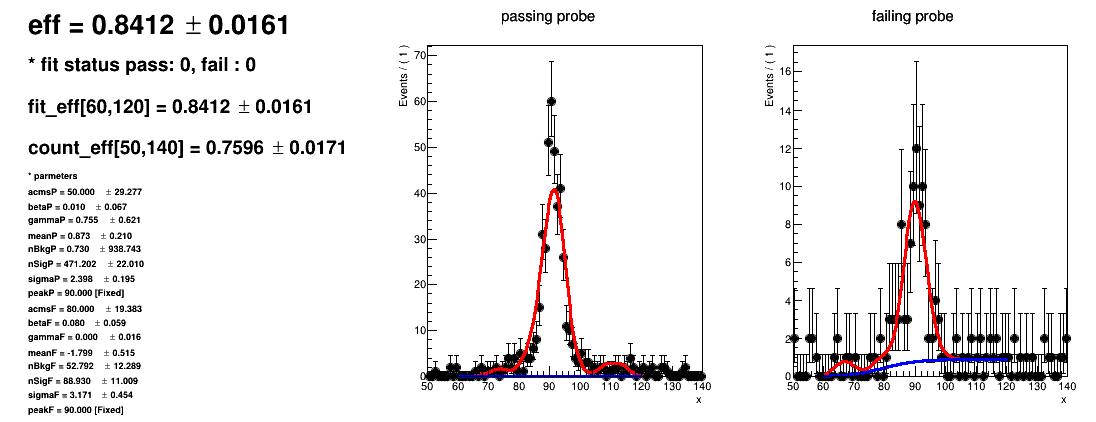 eff = 0.8412 ± 0.0161
* fit status pass: 0, fail : 0
fit_eff[60,120] = 0.8412 ± 0.0161
count_eff[50,140] = 0.7596 ± 0.0171
* parmeters
acmsP = 50.000 ± 29.277
betaP = 0.010 ± 0.067
gammaP = 0.755 ± 0.621
meanP = 0.873 ± 0.210
nBkgP = 0.730 ± 938.743
nSigP = 471.202 ± 22.010
sigmaP = 2.398 ± 0.195
peakP = 90.000 [Fixed]
acmsF = 80.000 ± 19.383
betaF = 0.080 ± 0.059
gammaF = 0.000 ± 0.016
meanF = -1.799 ± 0.515
nBkgF = 52.792 ± 12.289
nSigF = 88.930 ± 11.009
sigmaF = 3.171 ± 0.454
peakF = 90.000 [Fixed]
passing probe
Events / ( 1 )
70
60
50
40
30
20
10
0
50 60 70 80 90 100 110 120 130 140
x
failing probe
Events / ( 1 )
16
14
12
10
8
6
4
2
0
50 60 70 80 90 100 110 120 130 140
x